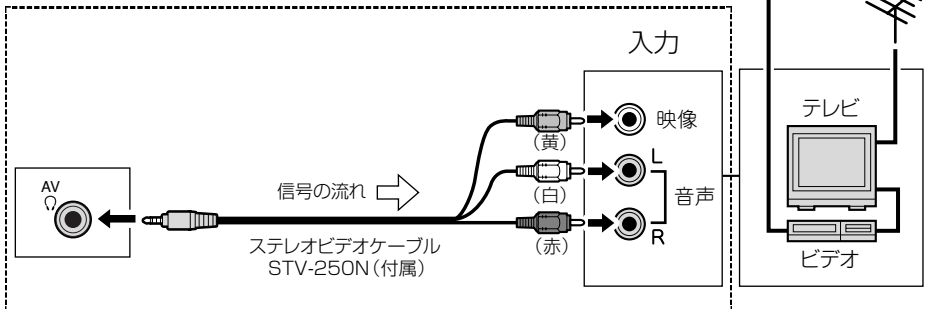 入力
テレビ
映像
(黄)
AV
信号の流れ
L
(白)
音声
R
(赤)
ステレオビデオケーブル
STV-250N(付属)
ビデオ